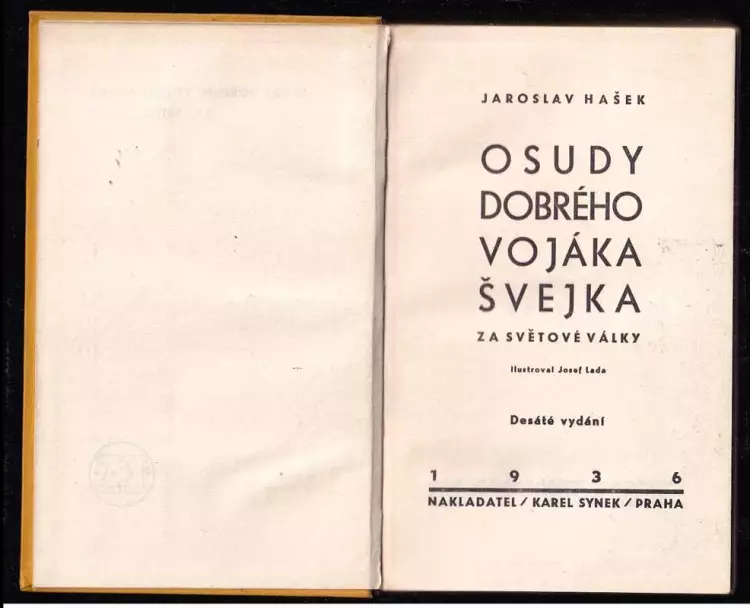 JAROSLAV HAŠEK
OSUDY
DOBRÉHO
VOJÁKA
ŠVEJKA
ZA SVĚTOVÉ VÁLKY
Ilustroval Josef Lada
Desáté vydání
1 9 3 6
NAKLADATEL / KAREL SYNEK / PRAHA